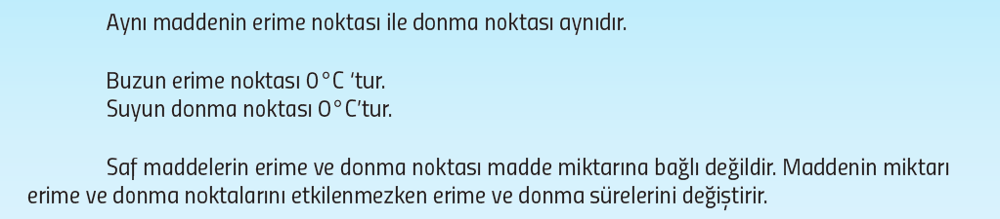 Aynı maddenin erime noktası ile donma noktası aynıdır.
Buzun erime noktası 0°C ‘tur.
Suyun donma noktası 0°C’tur.
Saf maddelerin erime ve donma noktası madde miktarına bağlı değildir. Maddenin miktarı
erime ve donma noktalarını etkilenmezken erime ve donma sürelerini değiştirir.